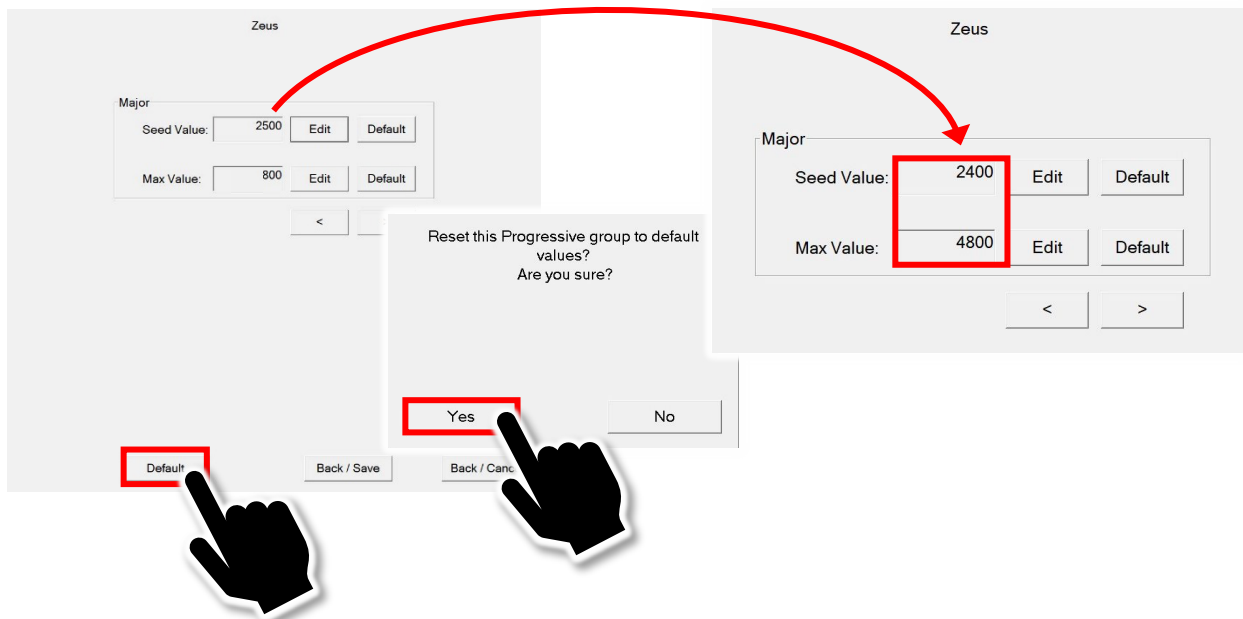 Zeus
Major
Seed Value: 2500 Edit Default
Max Value: 800 Edit Default
<
Default Back / Save Back / Canc
Reset this Progressive group to default
values?
Are you sure?
Yes No
Zeus
Major
Seed Value: 2400 Edit Default
Max Value: 4800 Edit Default
< >